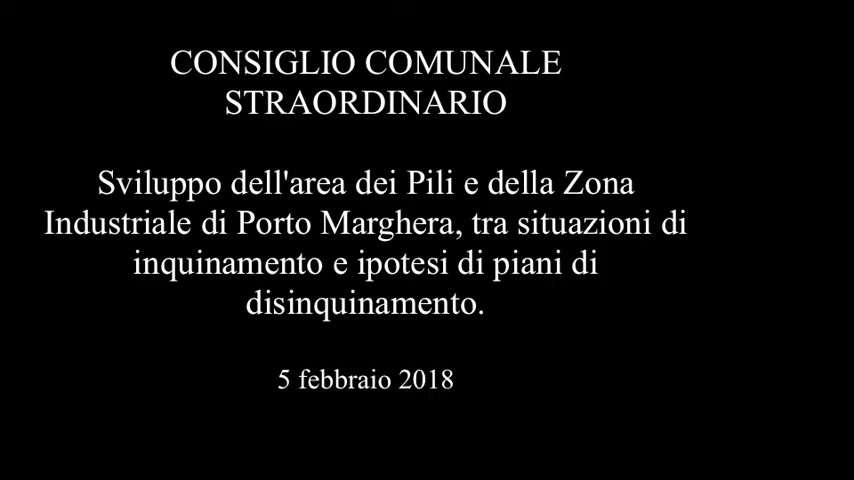 CONSIGLIO COMUNALE
STRAORDINARIO
Sviluppo dell'area dei Pili e della Zona
Industriale di Porto Marghera, tra situazioni di
inquinamento e ipotesi di piani di
disinquinamento.
5 febbraio 2018